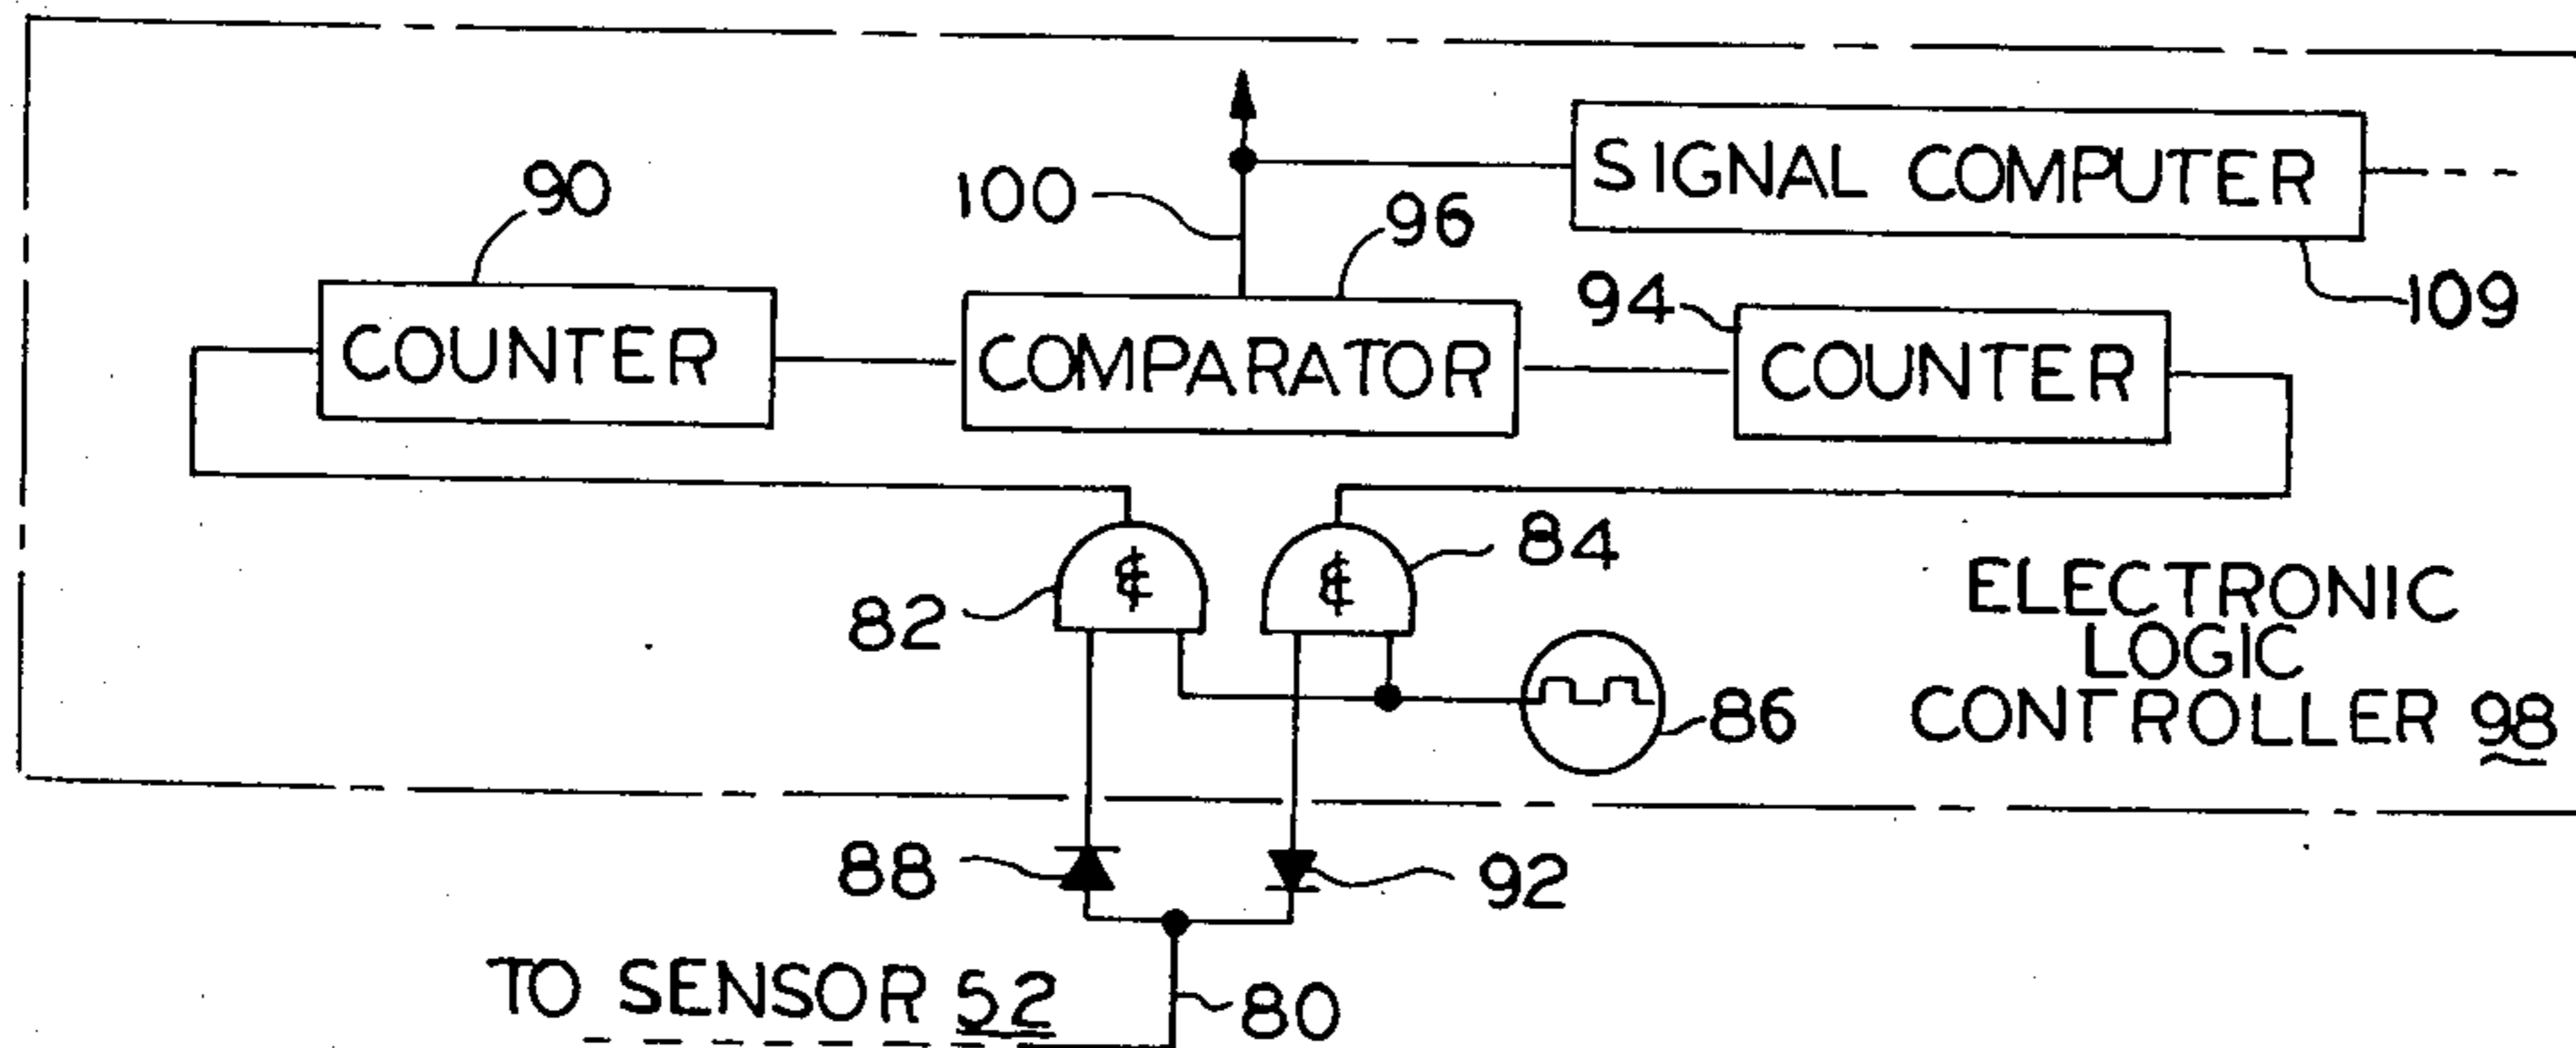 SIGNAL COMPUTER
90
100
96
94
109
COUNTER
COMPARATOR
COUNTER
82
&
&
84
86
ELECTRONIC
LOGIC
CONTROLLER 98
88
92
TO SENSOR 52
80